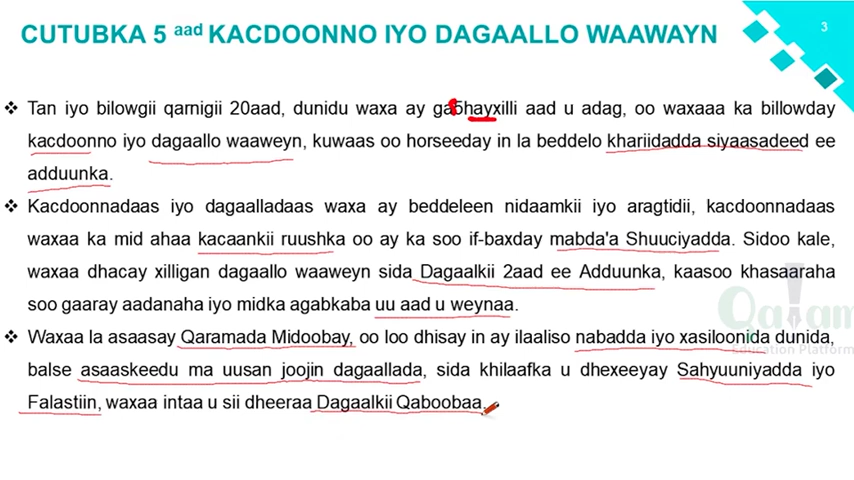 3
CUTUBKA 5 aad KACDOONNO IYO DAGAALLO WAAWAYN
❖ Tan iyo bilowgii qarnigii 20aad, dunidu waxa ay gashayxilli aad u adag, oo waxaaa ka billowday
kacdoonno iyo dagaallo waaweyn, kuwaas oo horseeday in la beddelo khariidadda siyaasadeed ee
adduunka.
❖ Kacdoonnadaas iyo dagaalladaas waxa ay beddeleen nidaamkii iyo aragtidii, kacdoonnadaas
waxaa ka mid ahaa kacaankii ruushka oo ay ka soo if-baxday mabda'a Shuuciyadda. Sidoo kale,
waxaa dhacay xilligan dagaallo waaweyn sida Dagaalkii 2aad ee Adduunka, kaasoo khasaaraha
soo gaaray aadanaha iyo midka agabkaba uu aad u weynaa.
❖ Waxaa la asaasay Qaramada Midoobay, oo loo dhisay in ay ilaaliso nabadda iyo xasilloonida dunida,
balse asaaskeedu ma uusan joojin dagaallada, sida khilaafka u dhexeeyay Sahyuuniyadda iyo
Falastiin, waxaa intaa u sii dheeraa Dagaalkii Qaboobaa.
Qalam
Education Platform